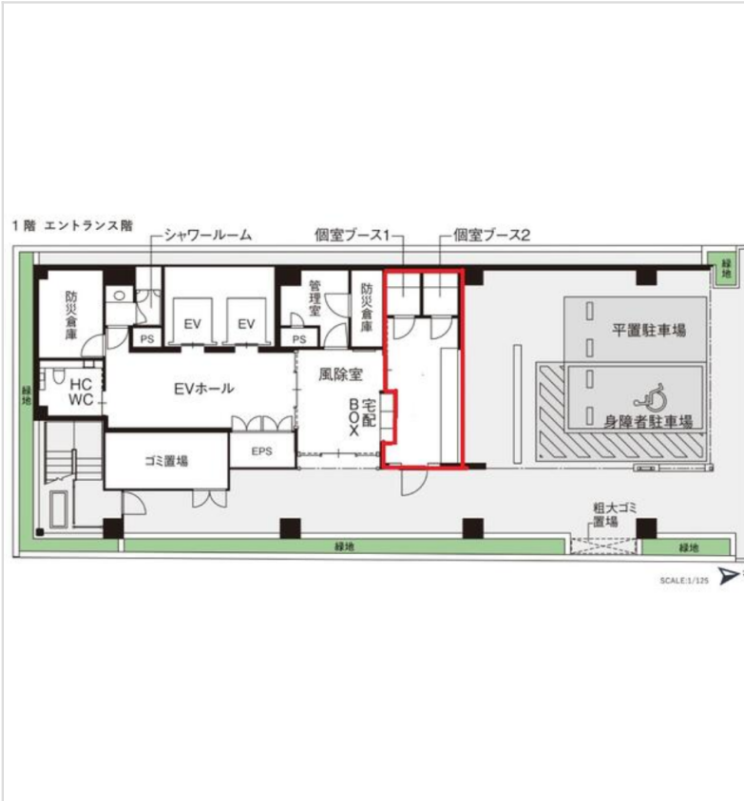 1階 エントランス階
シャワールーム
個室ブース1
個室ブース2
緑地
防災倉庫
EV
EV
管理室
防災倉庫
PS
PS
平置駐車場
HC
WC
EVホール
風除室
宅配
BOX
身障者駐車場
緑地
ゴミ置場
EPS
粗大ゴミ
置場
緑地
緑地
SCALE:1/125